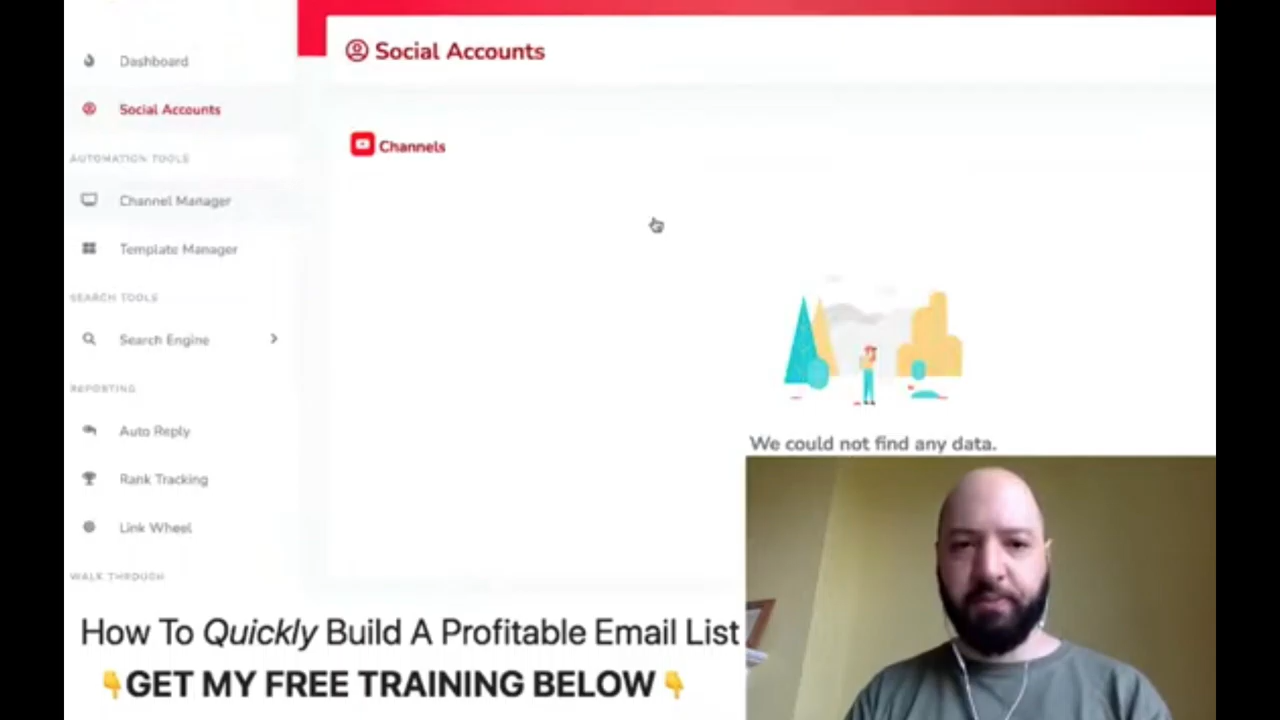 Dashboard
Social Accounts
AUTOMATION TOOLS
Channel Manager
Template Manager
SEARCH TOOLS
Search Engine
REPORTING
Auto Reply
Rank Tracking
Link Wheel
WALK THROUGH
Social Accounts
Channels
We could not find any data.
How To Quickly Build A Profitable Email List
👇GET MY FREE TRAINING BELOW👇